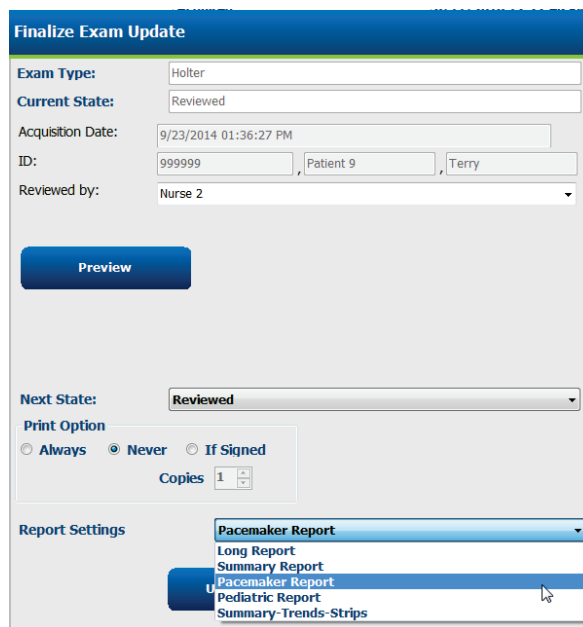 Finalize Exam Update
Exam Type: Holter
Current State: Reviewed
Acquisition Date: 9/23/2014 01:36:27 PM
ID: 999999 , Patient 9 , Terry
Reviewed by: Nurse 2
Preview
Next State: Reviewed
Print Option
Always Never If Signed
Copies 1
Report Settings Pacemaker Report
Long Report
Summary Report
Pacemaker Report
Pediatric Report
Summary-Trends-Strips